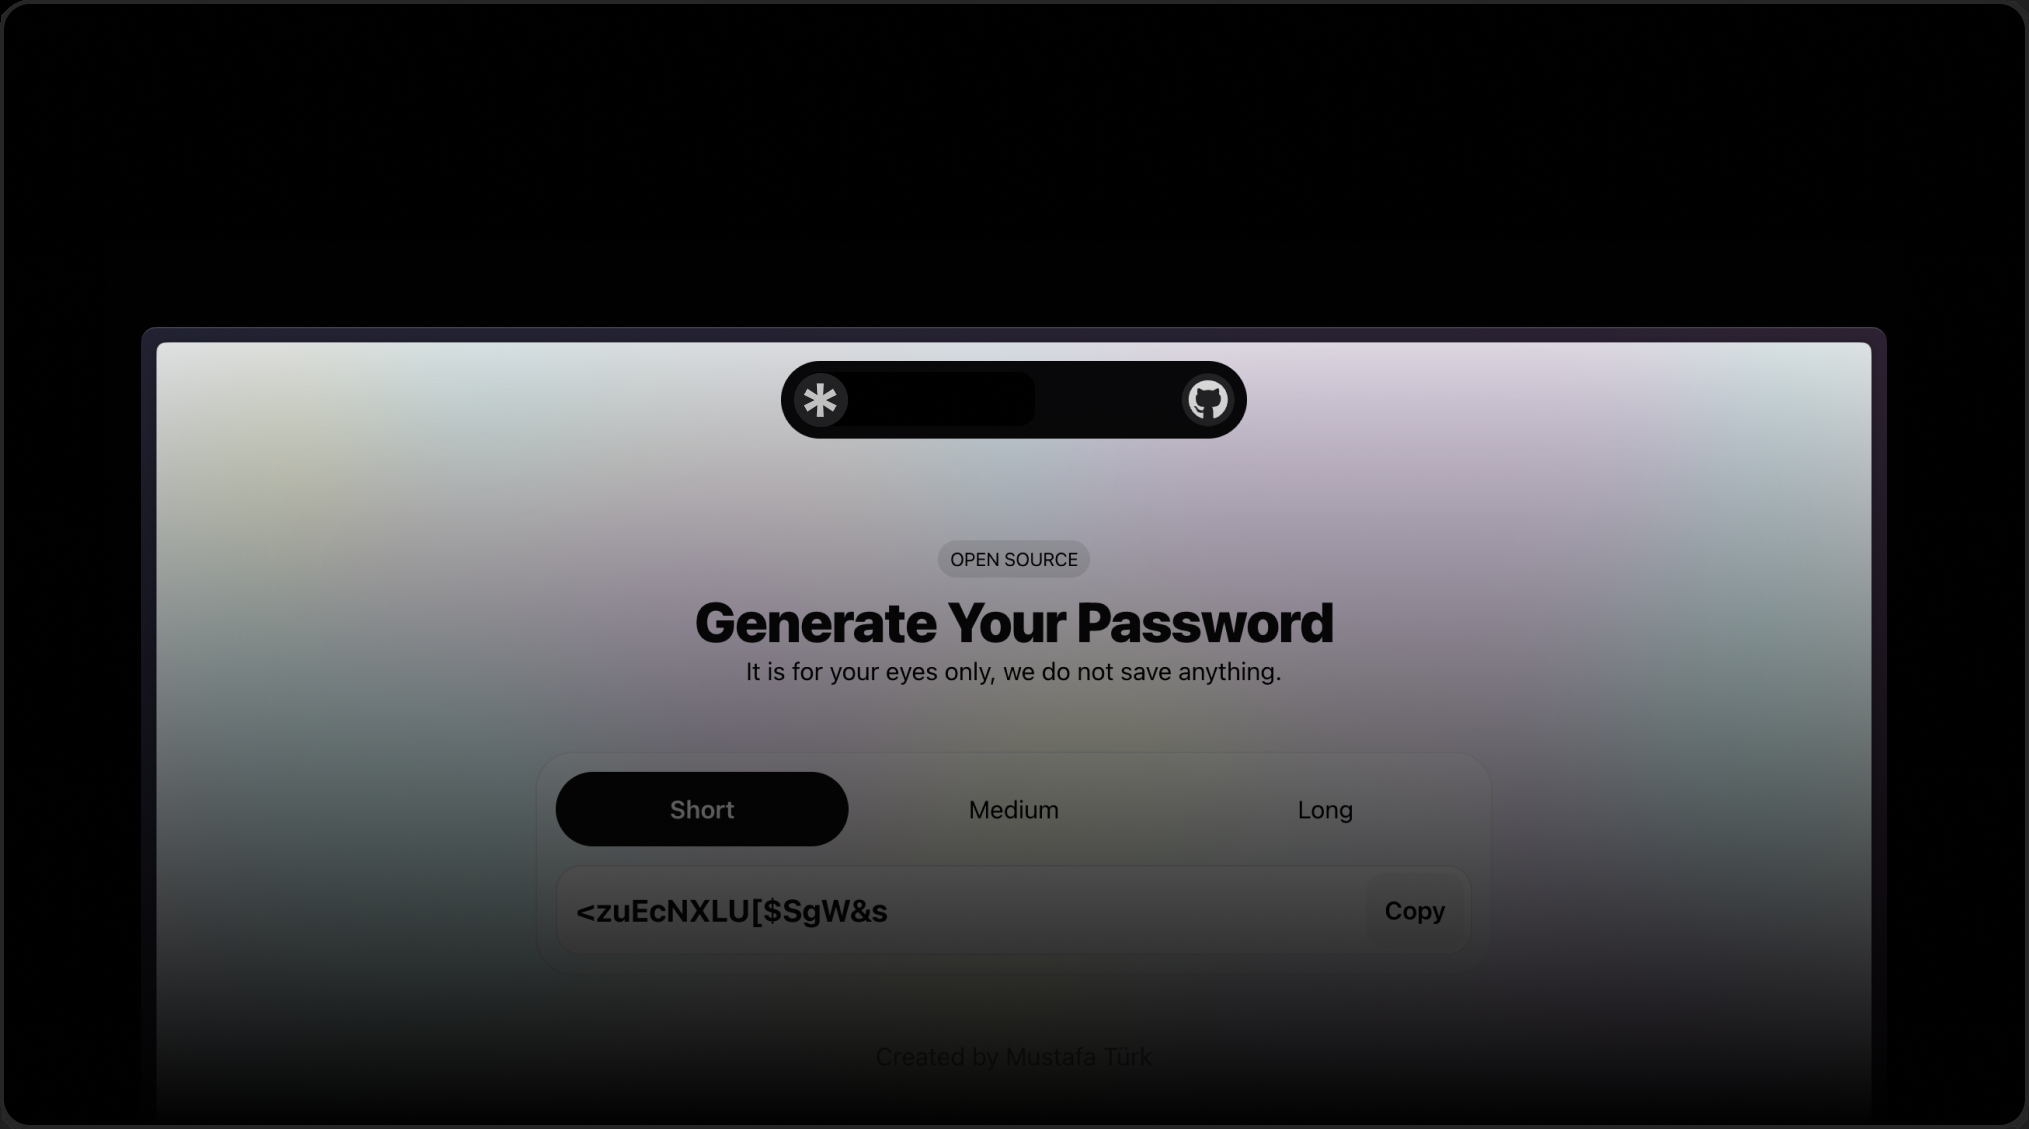 OPEN SOURCE
Generate Your Password
It is for your eyes only, we do not save anything.
Short
Medium
Long
<zuEcNXLU[$SgW&s
Copy
Created by Mustafa Türk